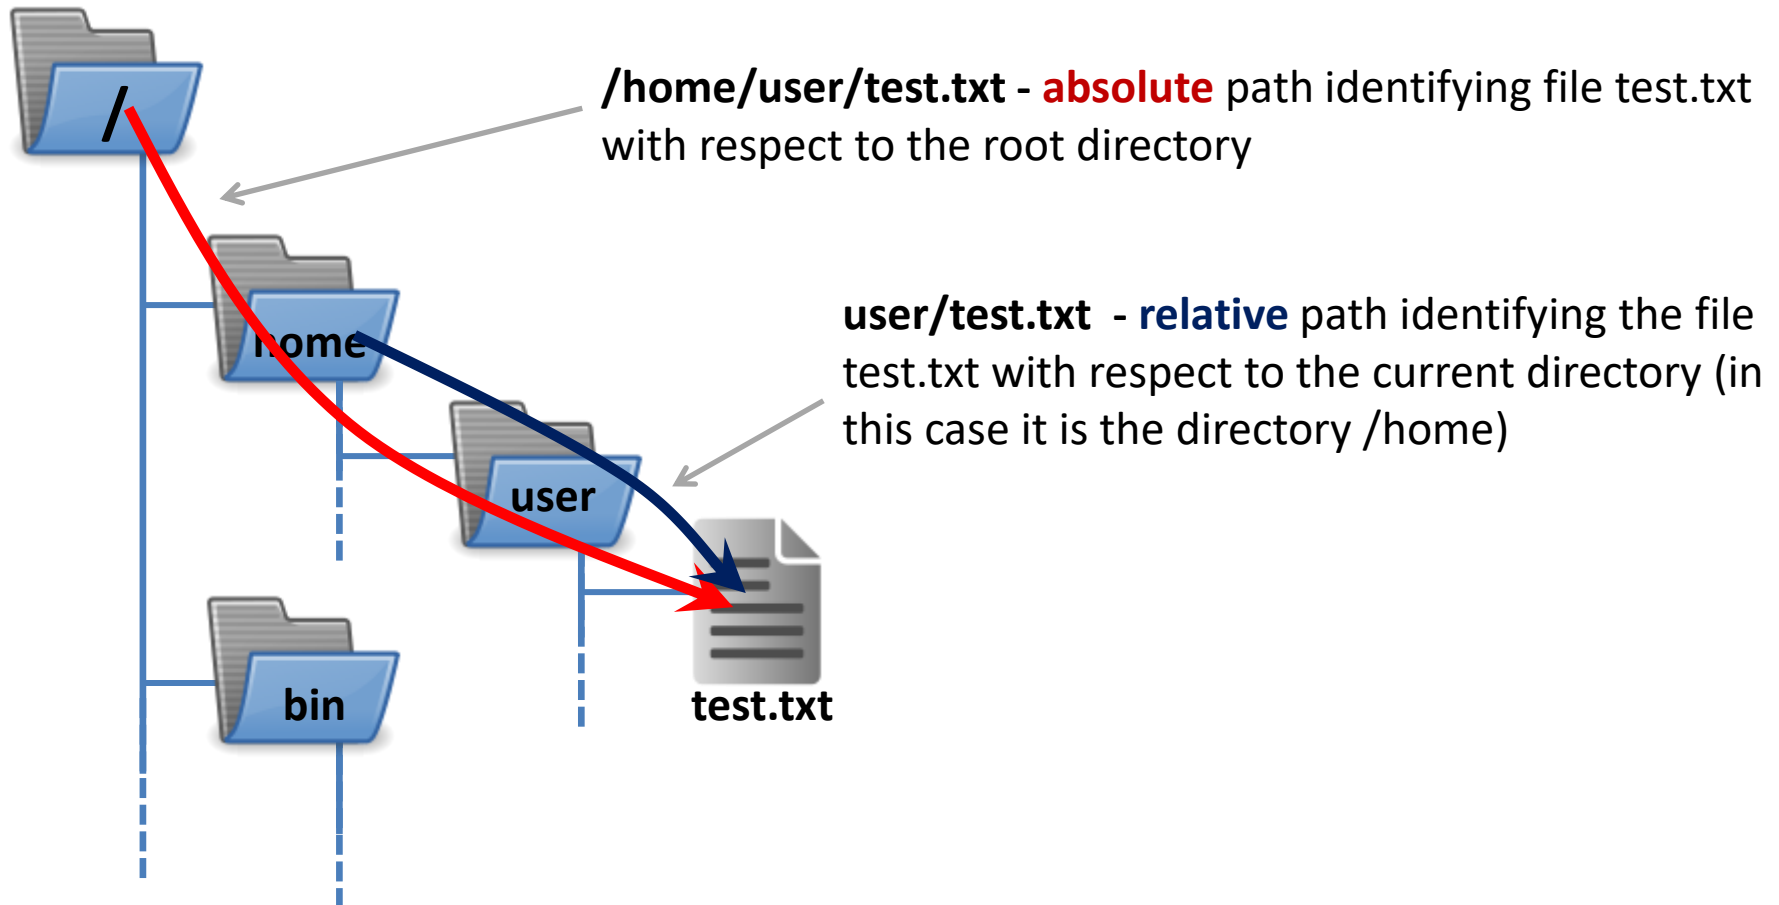 /
/home/user/test.txt - absolute path identifying file test.txt
with respect to the root directory
home
user/test.txt  - relative path identifying the file
test.txt with respect to the current directory (in
this case it is the directory /home)
user
bin
test.txt